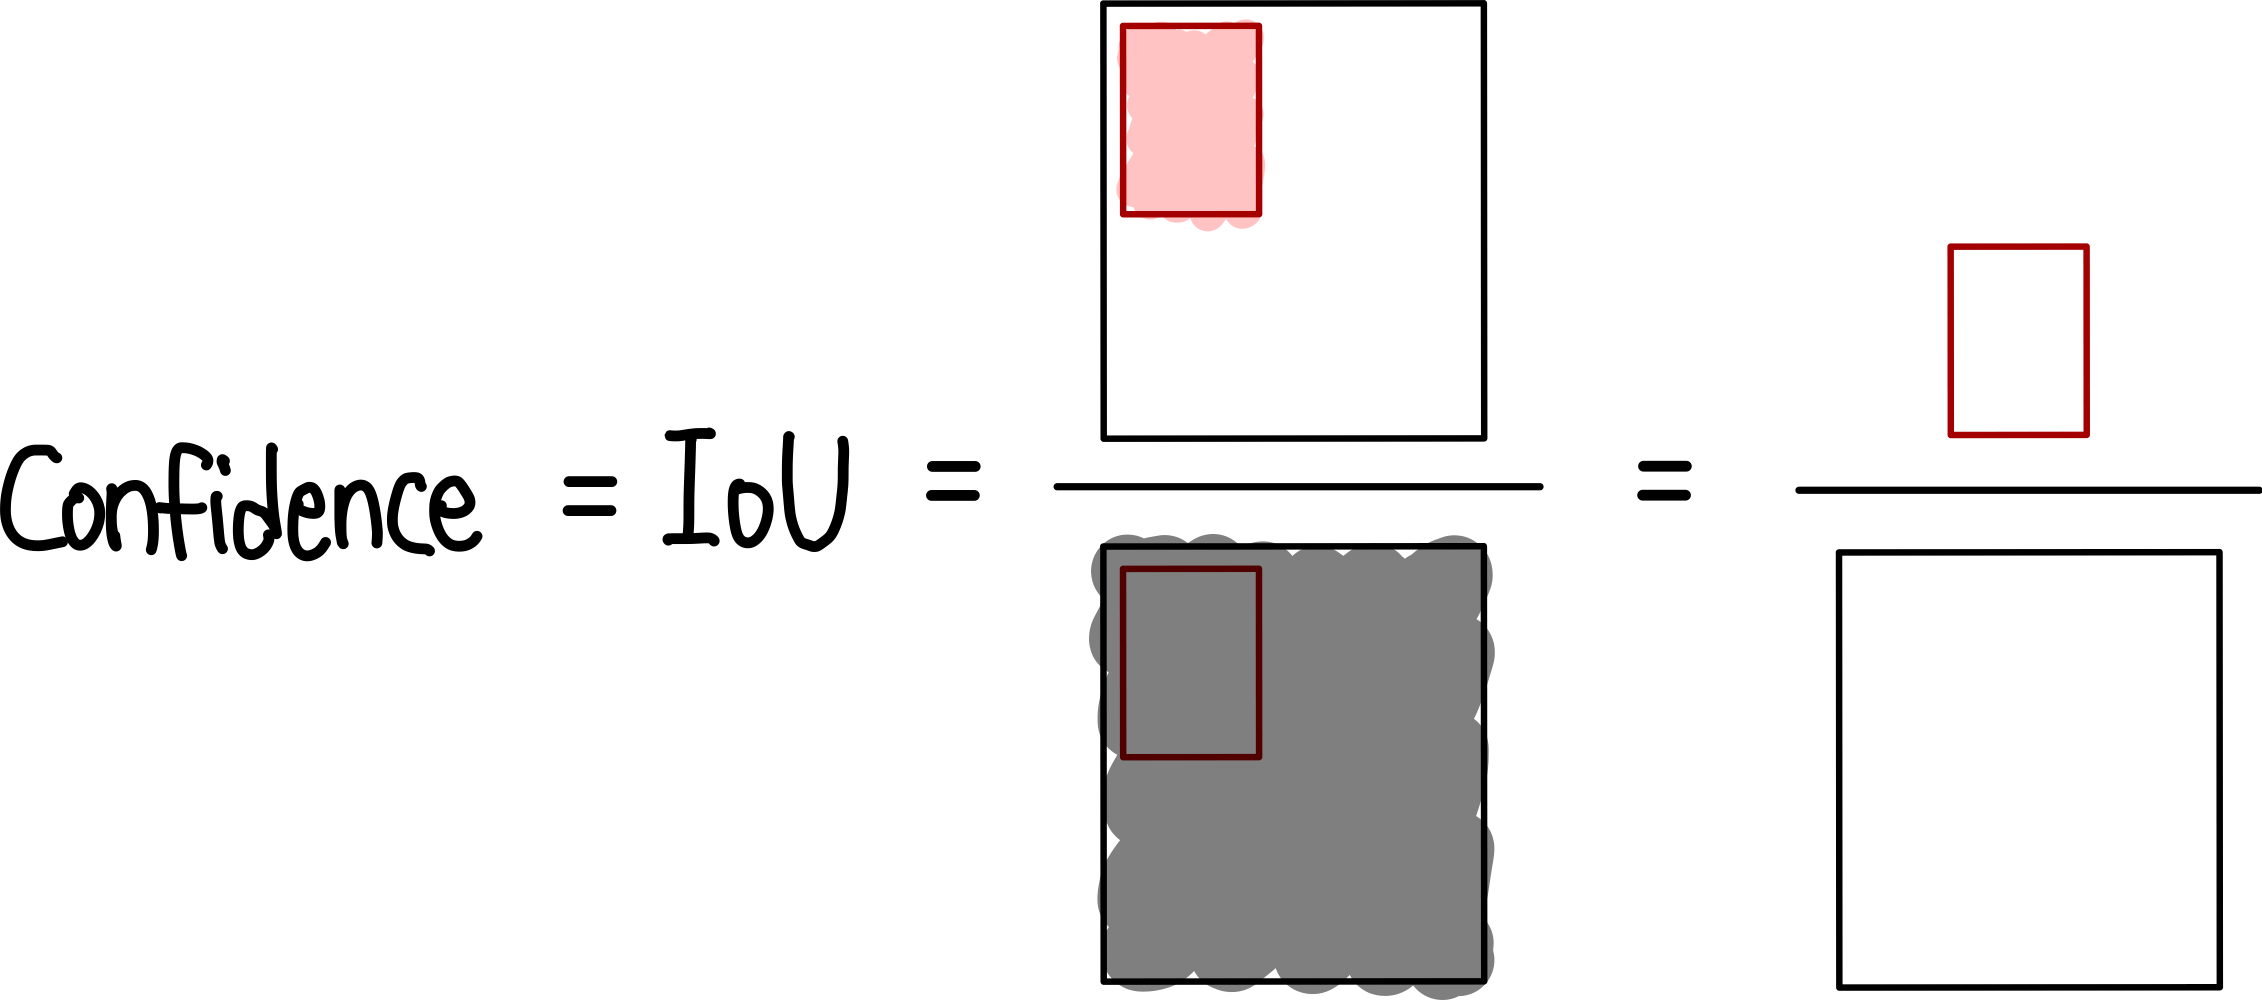 Confidence = IoU = =